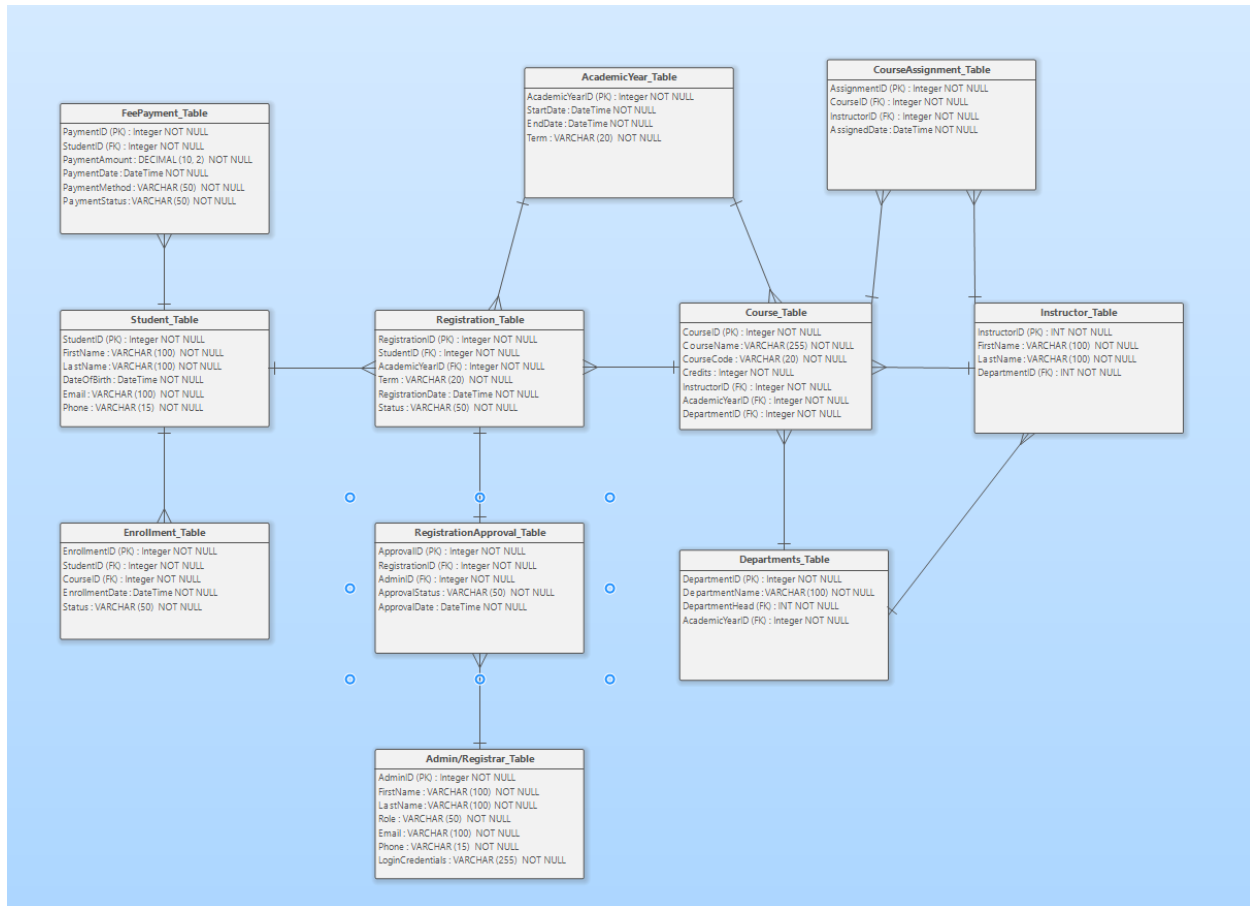 FeePayment_Table
PaymentID (PK) : Integer NOT NULL
StudentID (FK) : Integer NOT NULL
PaymentAmount : DECIMAL (10, 2) NOT NULL
PaymentDate : DateTime NOT NULL
PaymentMethod : VARCHAR (50) NOT NULL
PaymentStatus : VARCHAR (50) NOT NULL
AcademicYear_Table
AcademicYearID (PK) : Integer NOT NULL
StartDate : DateTime NOT NULL
EndDate : DateTime NOT NULL
Term : VARCHAR (20) NOT NULL
CourseAssignment_Table
AssignmentID (PK) : Integer NOT NULL
CourseID (FK) : Integer NOT NULL
InstructorID (FK) : Integer NOT NULL
AssignedDate : DateTime NOT NULL
Student_Table
StudentID (PK) : Integer NOT NULL
FirstName : VARCHAR (100) NOT NULL
LastName : VARCHAR (100) NOT NULL
DateOfBirth : DateTime NOT NULL
Email : VARCHAR (100) NOT NULL
Phone : VARCHAR (15) NOT NULL
Registration_Table
RegistrationID (PK) : Integer NOT NULL
StudentID (FK) : Integer NOT NULL
AcademicYearID (FK) : Integer NOT NULL
Term : VARCHAR (20) NOT NULL
RegistrationDate : DateTime NOT NULL
Status : VARCHAR (50) NOT NULL
Course_Table
CourseID (PK) : Integer NOT NULL
CourseName : VARCHAR (255) NOT NULL
CourseCode : VARCHAR (20) NOT NULL
Credits : Integer NOT NULL
InstructorID (FK) : Integer NOT NULL
AcademicYearID (FK) : Integer NOT NULL
DepartmentID (FK) : Integer NOT NULL
Instructor_Table
InstructorID (PK) : INT NOT NULL
FirstName : VARCHAR (100) NOT NULL
LastName : VARCHAR (100) NOT NULL
DepartmentID (FK) : INT NOT NULL
Enrollment_Table
EnrollmentID (PK) : Integer NOT NULL
StudentID (FK) : Integer NOT NULL
CourseID (FK) : Integer NOT NULL
EnrollmentDate : DateTime NOT NULL
Status : VARCHAR (50) NOT NULL
RegistrationApproval_Table
ApprovalID (PK) : Integer NOT NULL
RegistrationID (FK) : Integer NOT NULL
AdminID (FK) : Integer NOT NULL
ApprovalStatus : VARCHAR (50) NOT NULL
ApprovalDate : DateTime NOT NULL
Departments_Table
DepartmentID (PK) : Integer NOT NULL
DepartmentName : VARCHAR (100) NOT NULL
DepartmentHead (FK) : INT NOT NULL
AcademicYearID (FK) : Integer NOT NULL
Admin/Registrar_Table
AdminID (PK) : Integer NOT NULL
FirstName : VARCHAR (100) NOT NULL
LastName : VARCHAR (100) NOT NULL
Role : VARCHAR (50) NOT NULL
Email : VARCHAR (100) NOT NULL
Phone : VARCHAR (15) NOT NULL
LoginCredentials : VARCHAR (255) NOT NULL